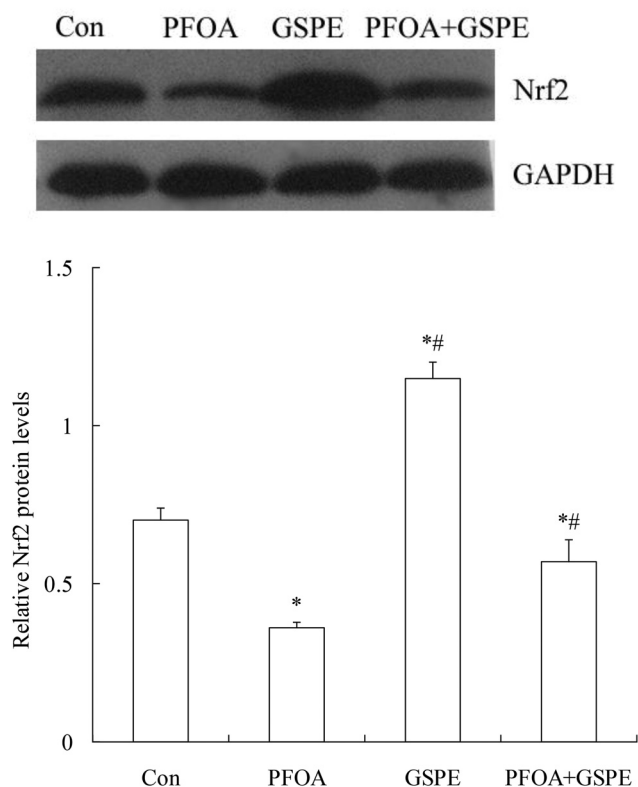 Con PFOA GSPE PFOA+GSPE
Nrf2
GAPDH
Relative Nrf2 protein levels
1.5
1
0.5
0
*
*#
*#
Con PFOA GSPE PFOA+GSPE